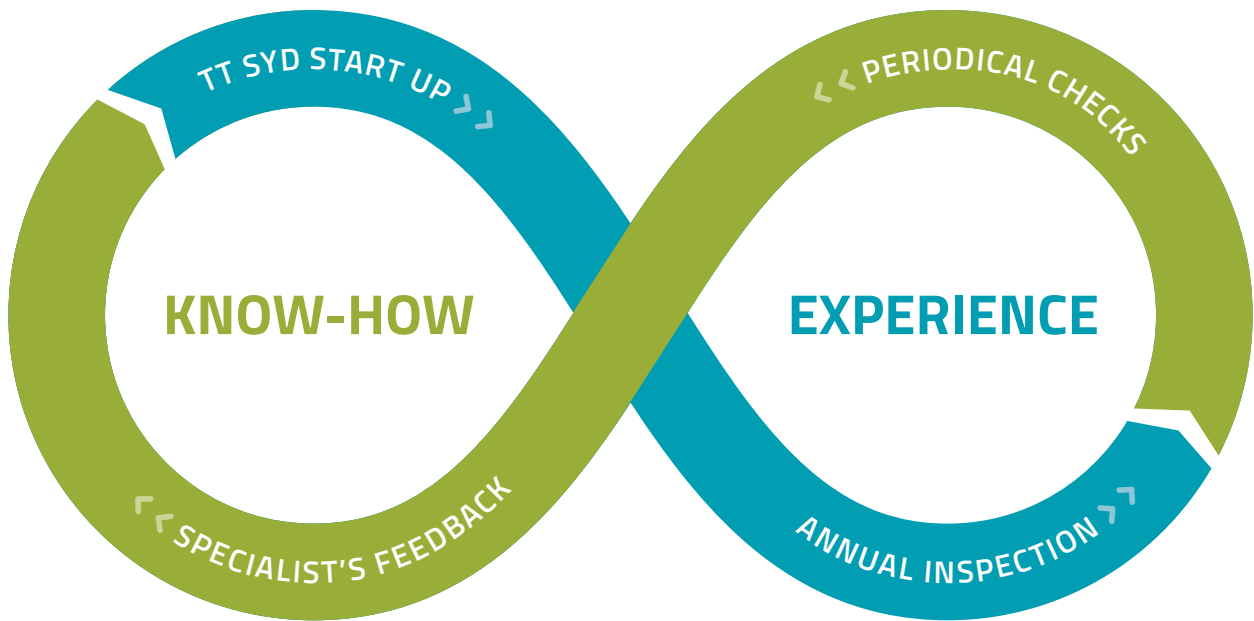 TT SYD START UP
PERIODICAL CHECKS
KNOW-HOW
EXPERIENCE
SPECIALIST'S FEEDBACK
ANNUAL INSPECTION